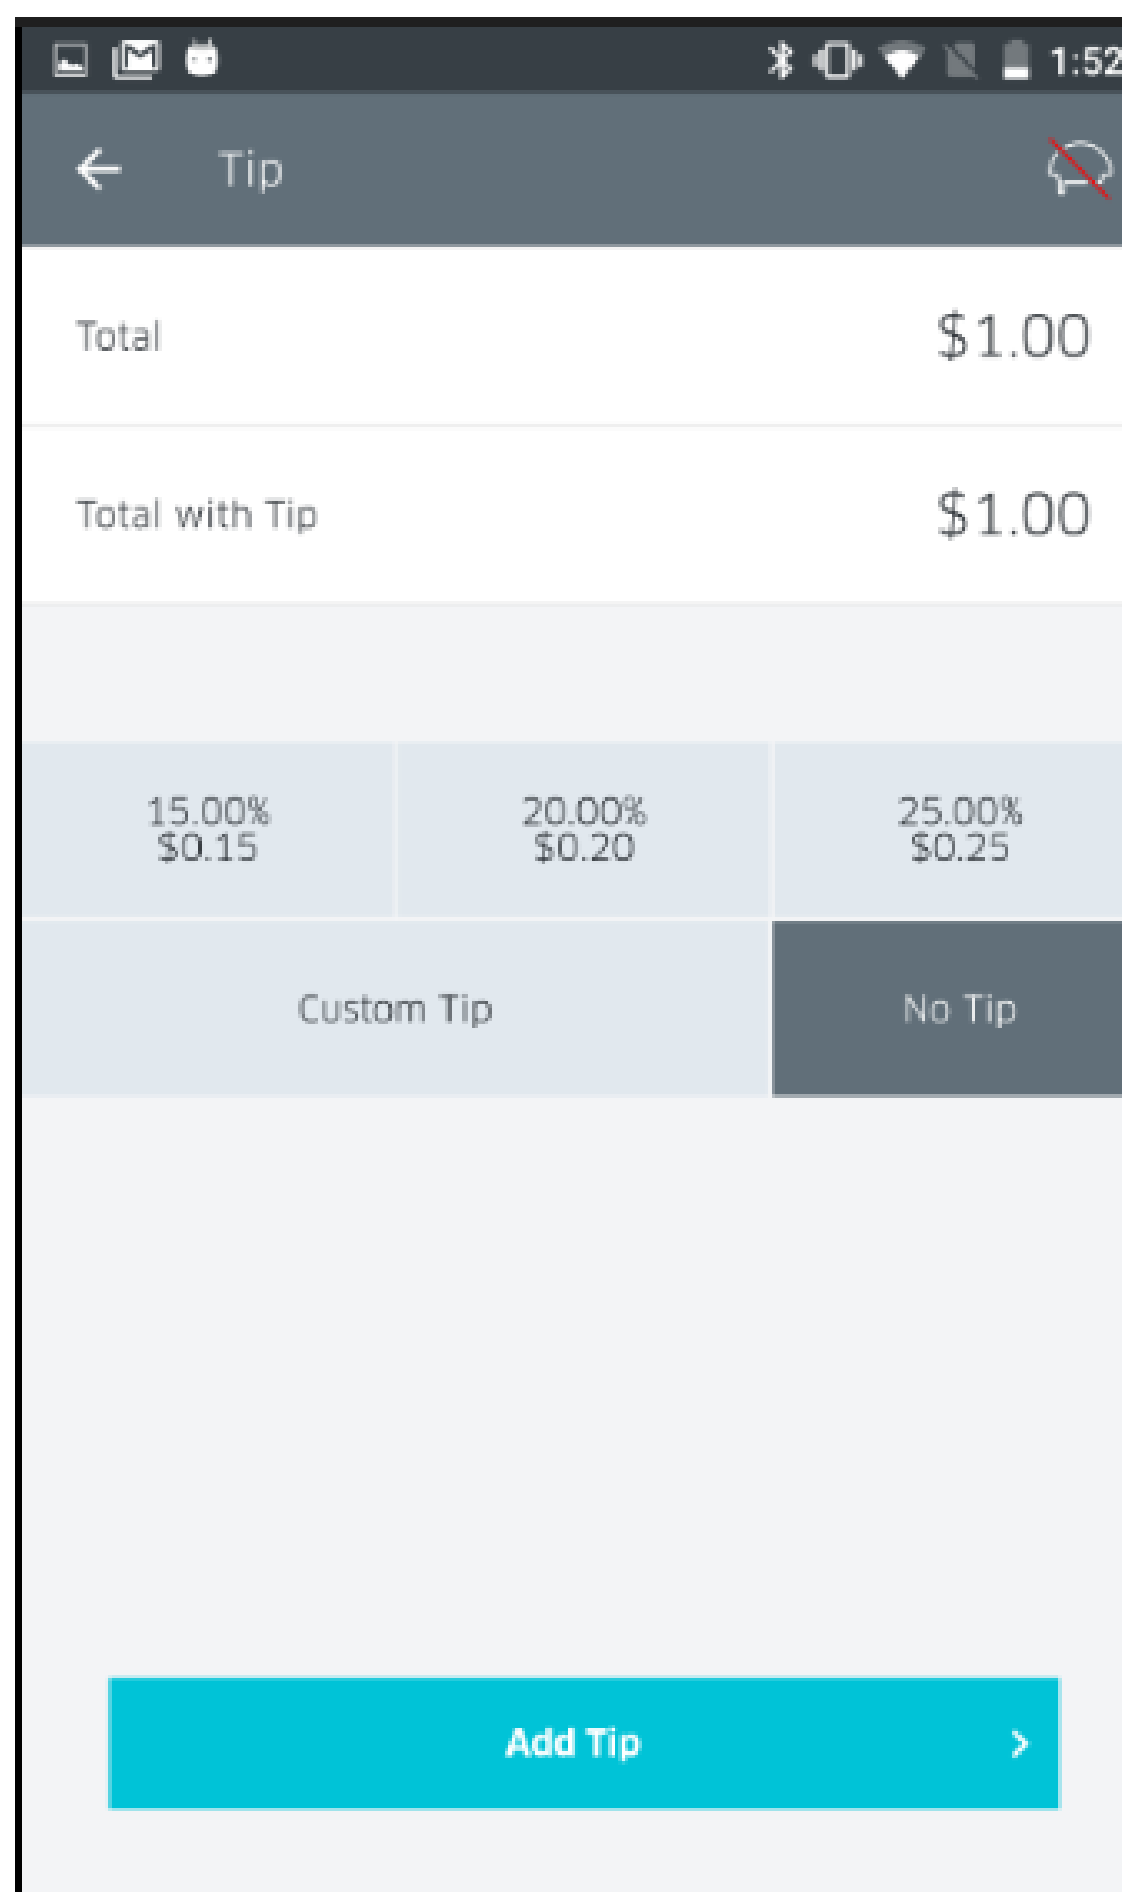 1:52
Tip
Total $1.00
Total with Tip $1.00
15.00% 20.00% 25.00%
$0.15 $0.20 $0.25
Custom Tip No Tip
Add Tip